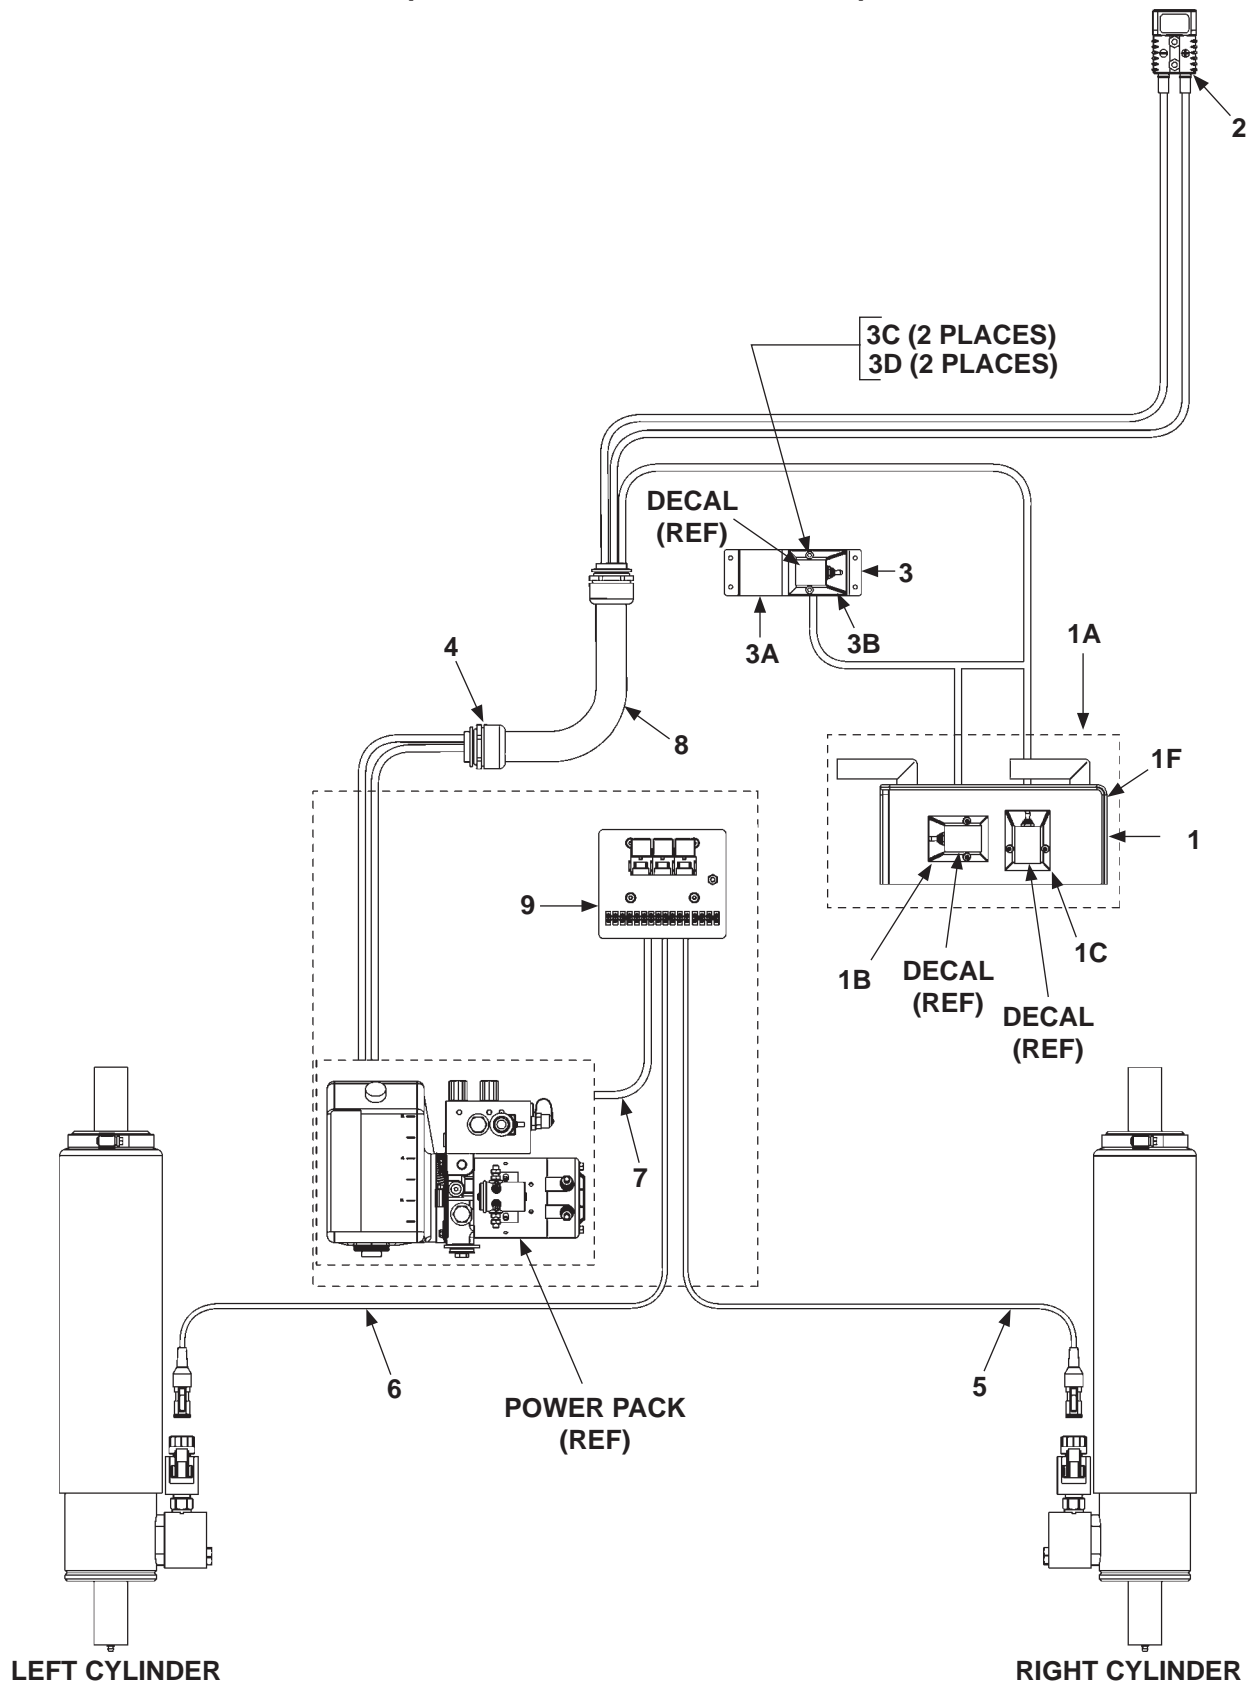 2
3C (2 PLACES)
3D (2 PLACES)
DECAL
(REF)
3
3A
3B
1A
4
8
1F
1
9
1B
DECAL
(REF)
1C
DECAL
(REF)
7
6
5
POWER PACK
(REF)
LEFT CYLINDER
RIGHT CYLINDER